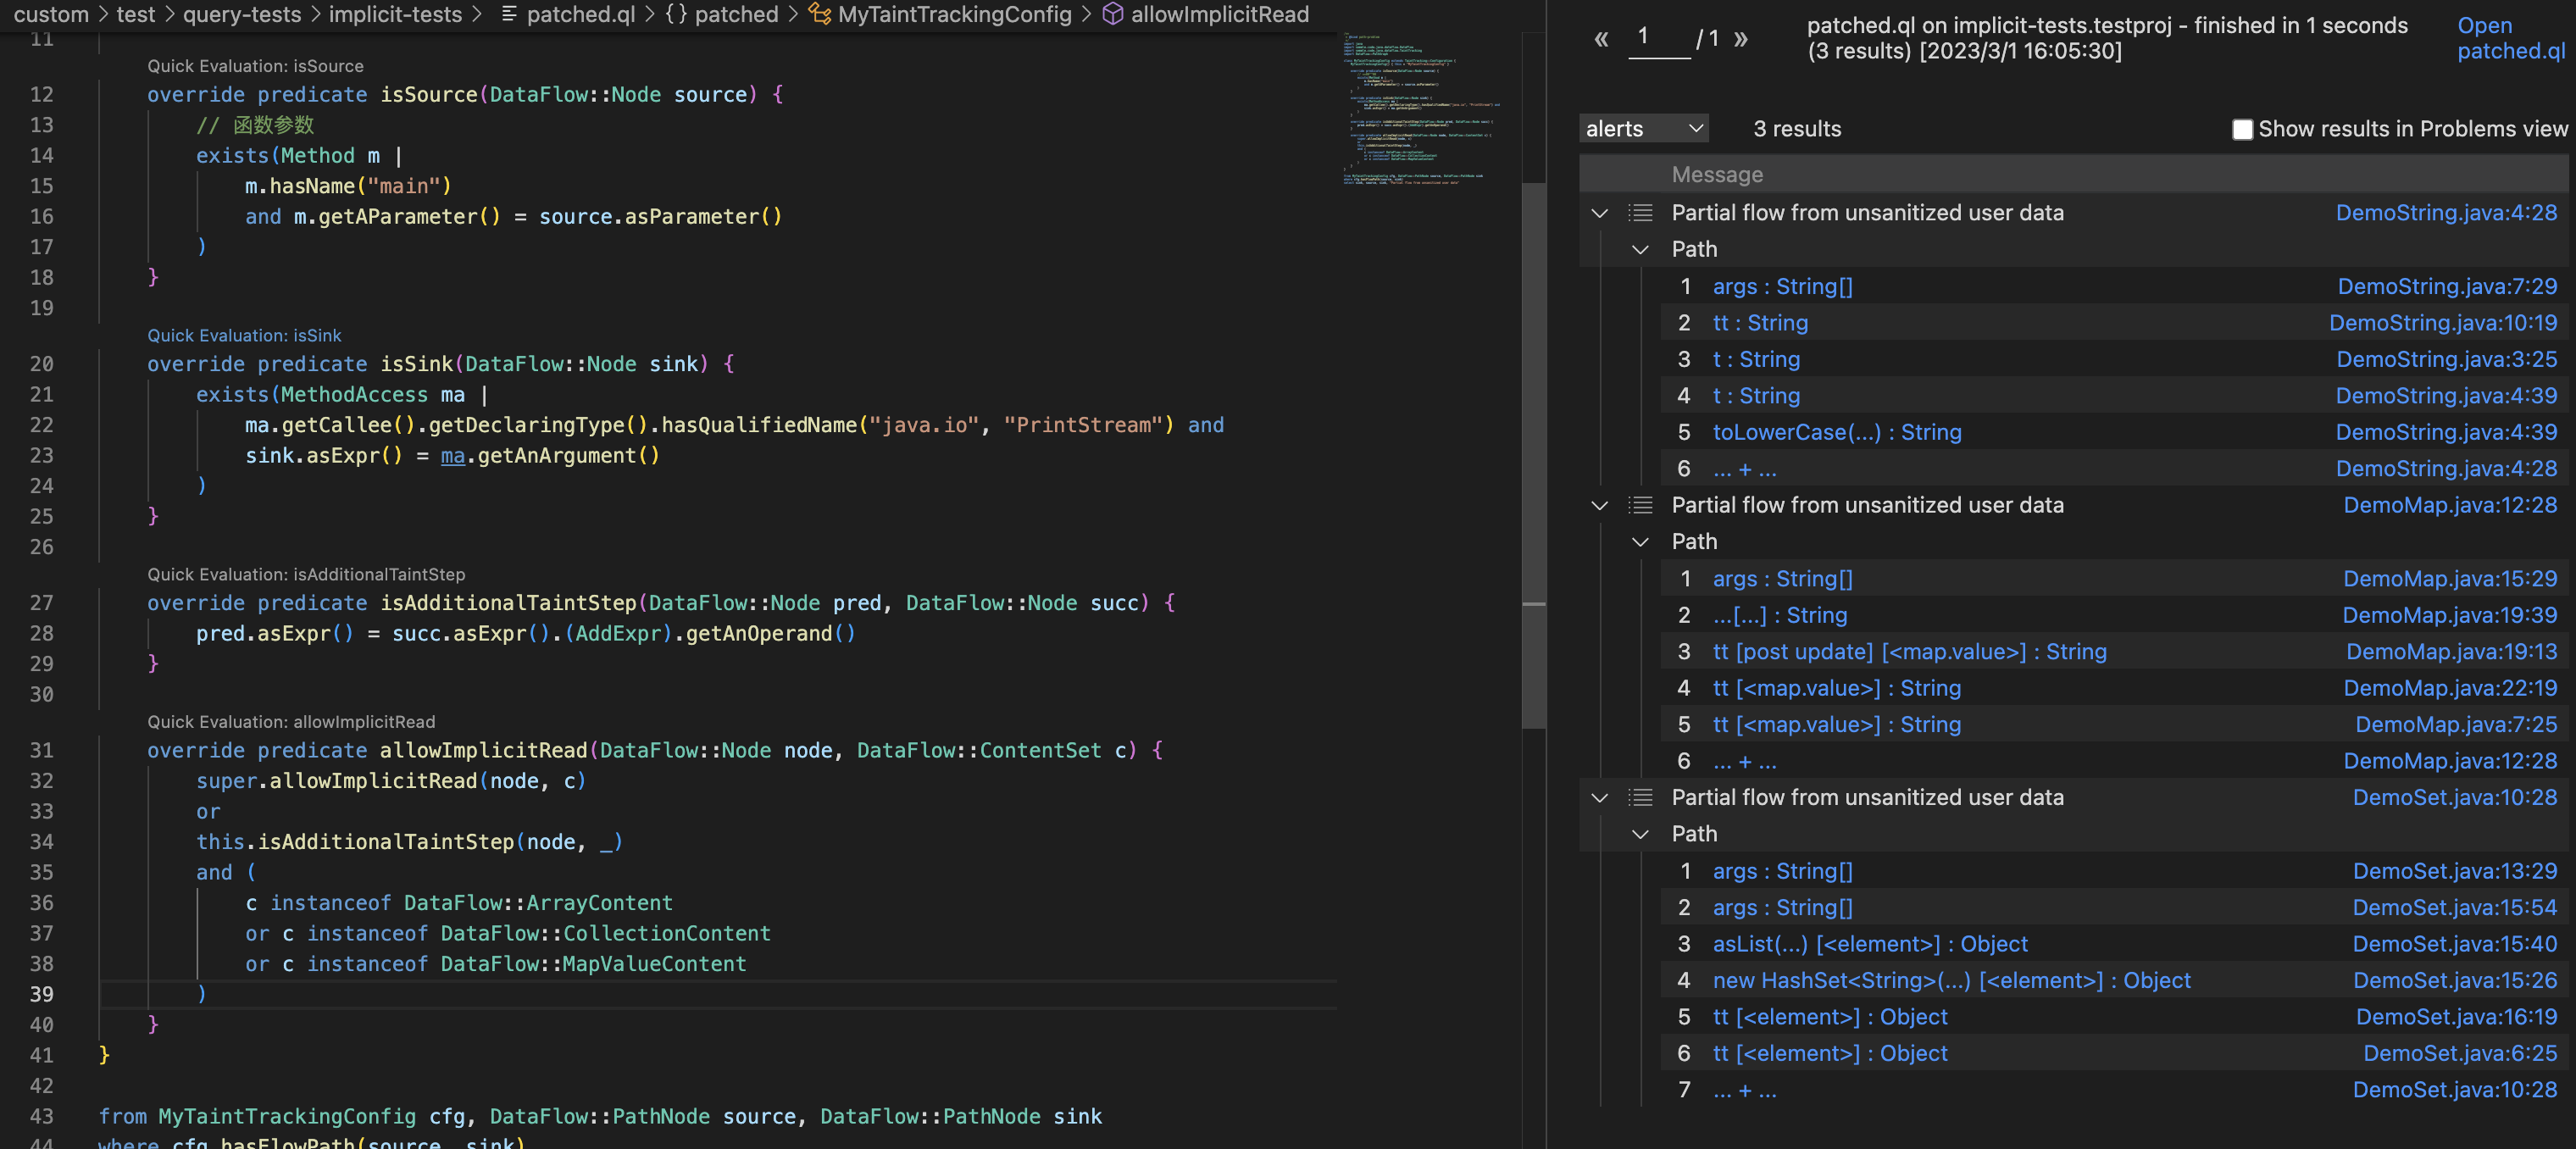 custom > test > query-tests > implicit-tests > patched.ql > {} patched > MyTaintTrackingConfig > allowImplicitRead
11
Quick Evaluation: isSource
12 override predicate isSource(DataFlow::Node source) {
13 // 函数参数
14 exists(Method m |
15 m.hasName("main")
16 and m.getAParameter() = source.asParameter()
17 )
18 }
19
Quick Evaluation: isSink
20 override predicate isSink(DataFlow::Node sink) {
21 exists(MethodAccess ma |
22 ma.getCallee().getDeclaringType().hasQualifiedName("java.io", "PrintStream") and
23 sink.asExpr() = ma.getAnArgument()
24 )
25 }
26
Quick Evaluation: isAdditionalTaintStep
27 override predicate isAdditionalTaintStep(DataFlow::Node pred, DataFlow::Node succ) {
28 pred.asExpr() = succ.asExpr().(AddExpr).getAnOperand()
29 }
30
Quick Evaluation: allowImplicitRead
31 override predicate allowImplicitRead(DataFlow::Node node, DataFlow::ContentSet c) {
32 super.allowImplicitRead(node, c)
33 or
34 this.isAdditionalTaintStep(node, _)
35 and (
36 c instanceof DataFlow::ArrayContent
37 or c instanceof DataFlow::CollectionContent
38 or c instanceof DataFlow::MapValueContent
39 )
40 }
41 }
42
43 from MyTaintTrackingConfig cfg, DataFlow::PathNode source, DataFlow::PathNode sink
44 where cfg.hasFlowPath(source, sink)
« 1 / 1 »
patched.ql on implicit-tests.testproj - finished in 1 seconds
(3 results) [2023/3/1 16:05:30]
Open
patched.ql
alerts 3 results Show results in Problems view
Message
Partial flow from unsanitized user data DemoString.java:4:28
Path
1 args : String[] DemoString.java:7:29
2 tt : String DemoString.java:10:19
3 t : String DemoString.java:3:25
4 t : String DemoString.java:4:39
5 toLowerCase(...) : String DemoString.java:4:39
6 ... + ... DemoString.java:4:28
Partial flow from unsanitized user data DemoMap.java:12:28
Path
1 args : String[] DemoMap.java:15:29
2 ...[...] : String DemoMap.java:19:39
3 tt [post update] [<map.value>] : String DemoMap.java:19:13
4 tt [<map.value>] : String DemoMap.java:22:19
5 tt [<map.value>] : String DemoMap.java:7:25
6 ... + ... DemoMap.java:12:28
Partial flow from unsanitized user data DemoSet.java:10:28
Path
1 args : String[] DemoSet.java:13:29
2 args : String[] DemoSet.java:15:54
3 asList(...) [<element>] : Object DemoSet.java:15:40
4 new HashSet<String>(...) [<element>] : Object DemoSet.java:15:26
5 tt [<element>] : Object DemoSet.java:16:19
6 tt [<element>] : Object DemoSet.java:6:25
7 ... + ... DemoSet.java:10:28